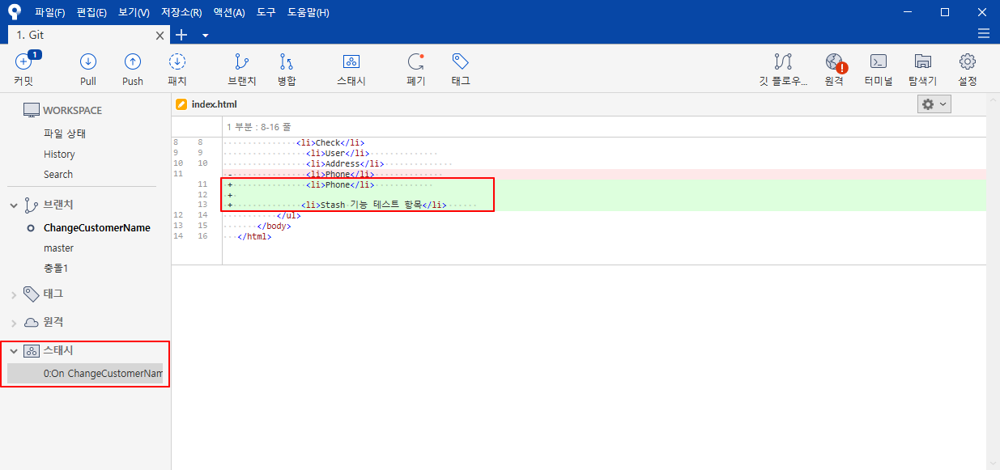 파일(F) 편집(E) 보기(V) 저장소(R) 액션(A) 도구 도움말(H)
1. Git
1
커밋 Pull Push 패치 브랜치 병합 스태시 폐기 태그 깃 플로우... 원격 터미널 탐색기 설정
WORKSPACE
파일 상태
History
Search
브랜치
ChangeCustomerName
master
충돌1
태그
원격
스태시
0:On ChangeCustomerNam
index.html
1 부분 : 8-16 줄
8 8 <li>Check</li>
9 9 <li>User</li>
10 10 <li>Address</li>
11 - <li>Phone</li>
11 + <li>Phone</li>
12 +
13 + <li>Stash 기능 테스트 항목</li>
12 14 </ul>
13 15 </body>
14 16 </html>